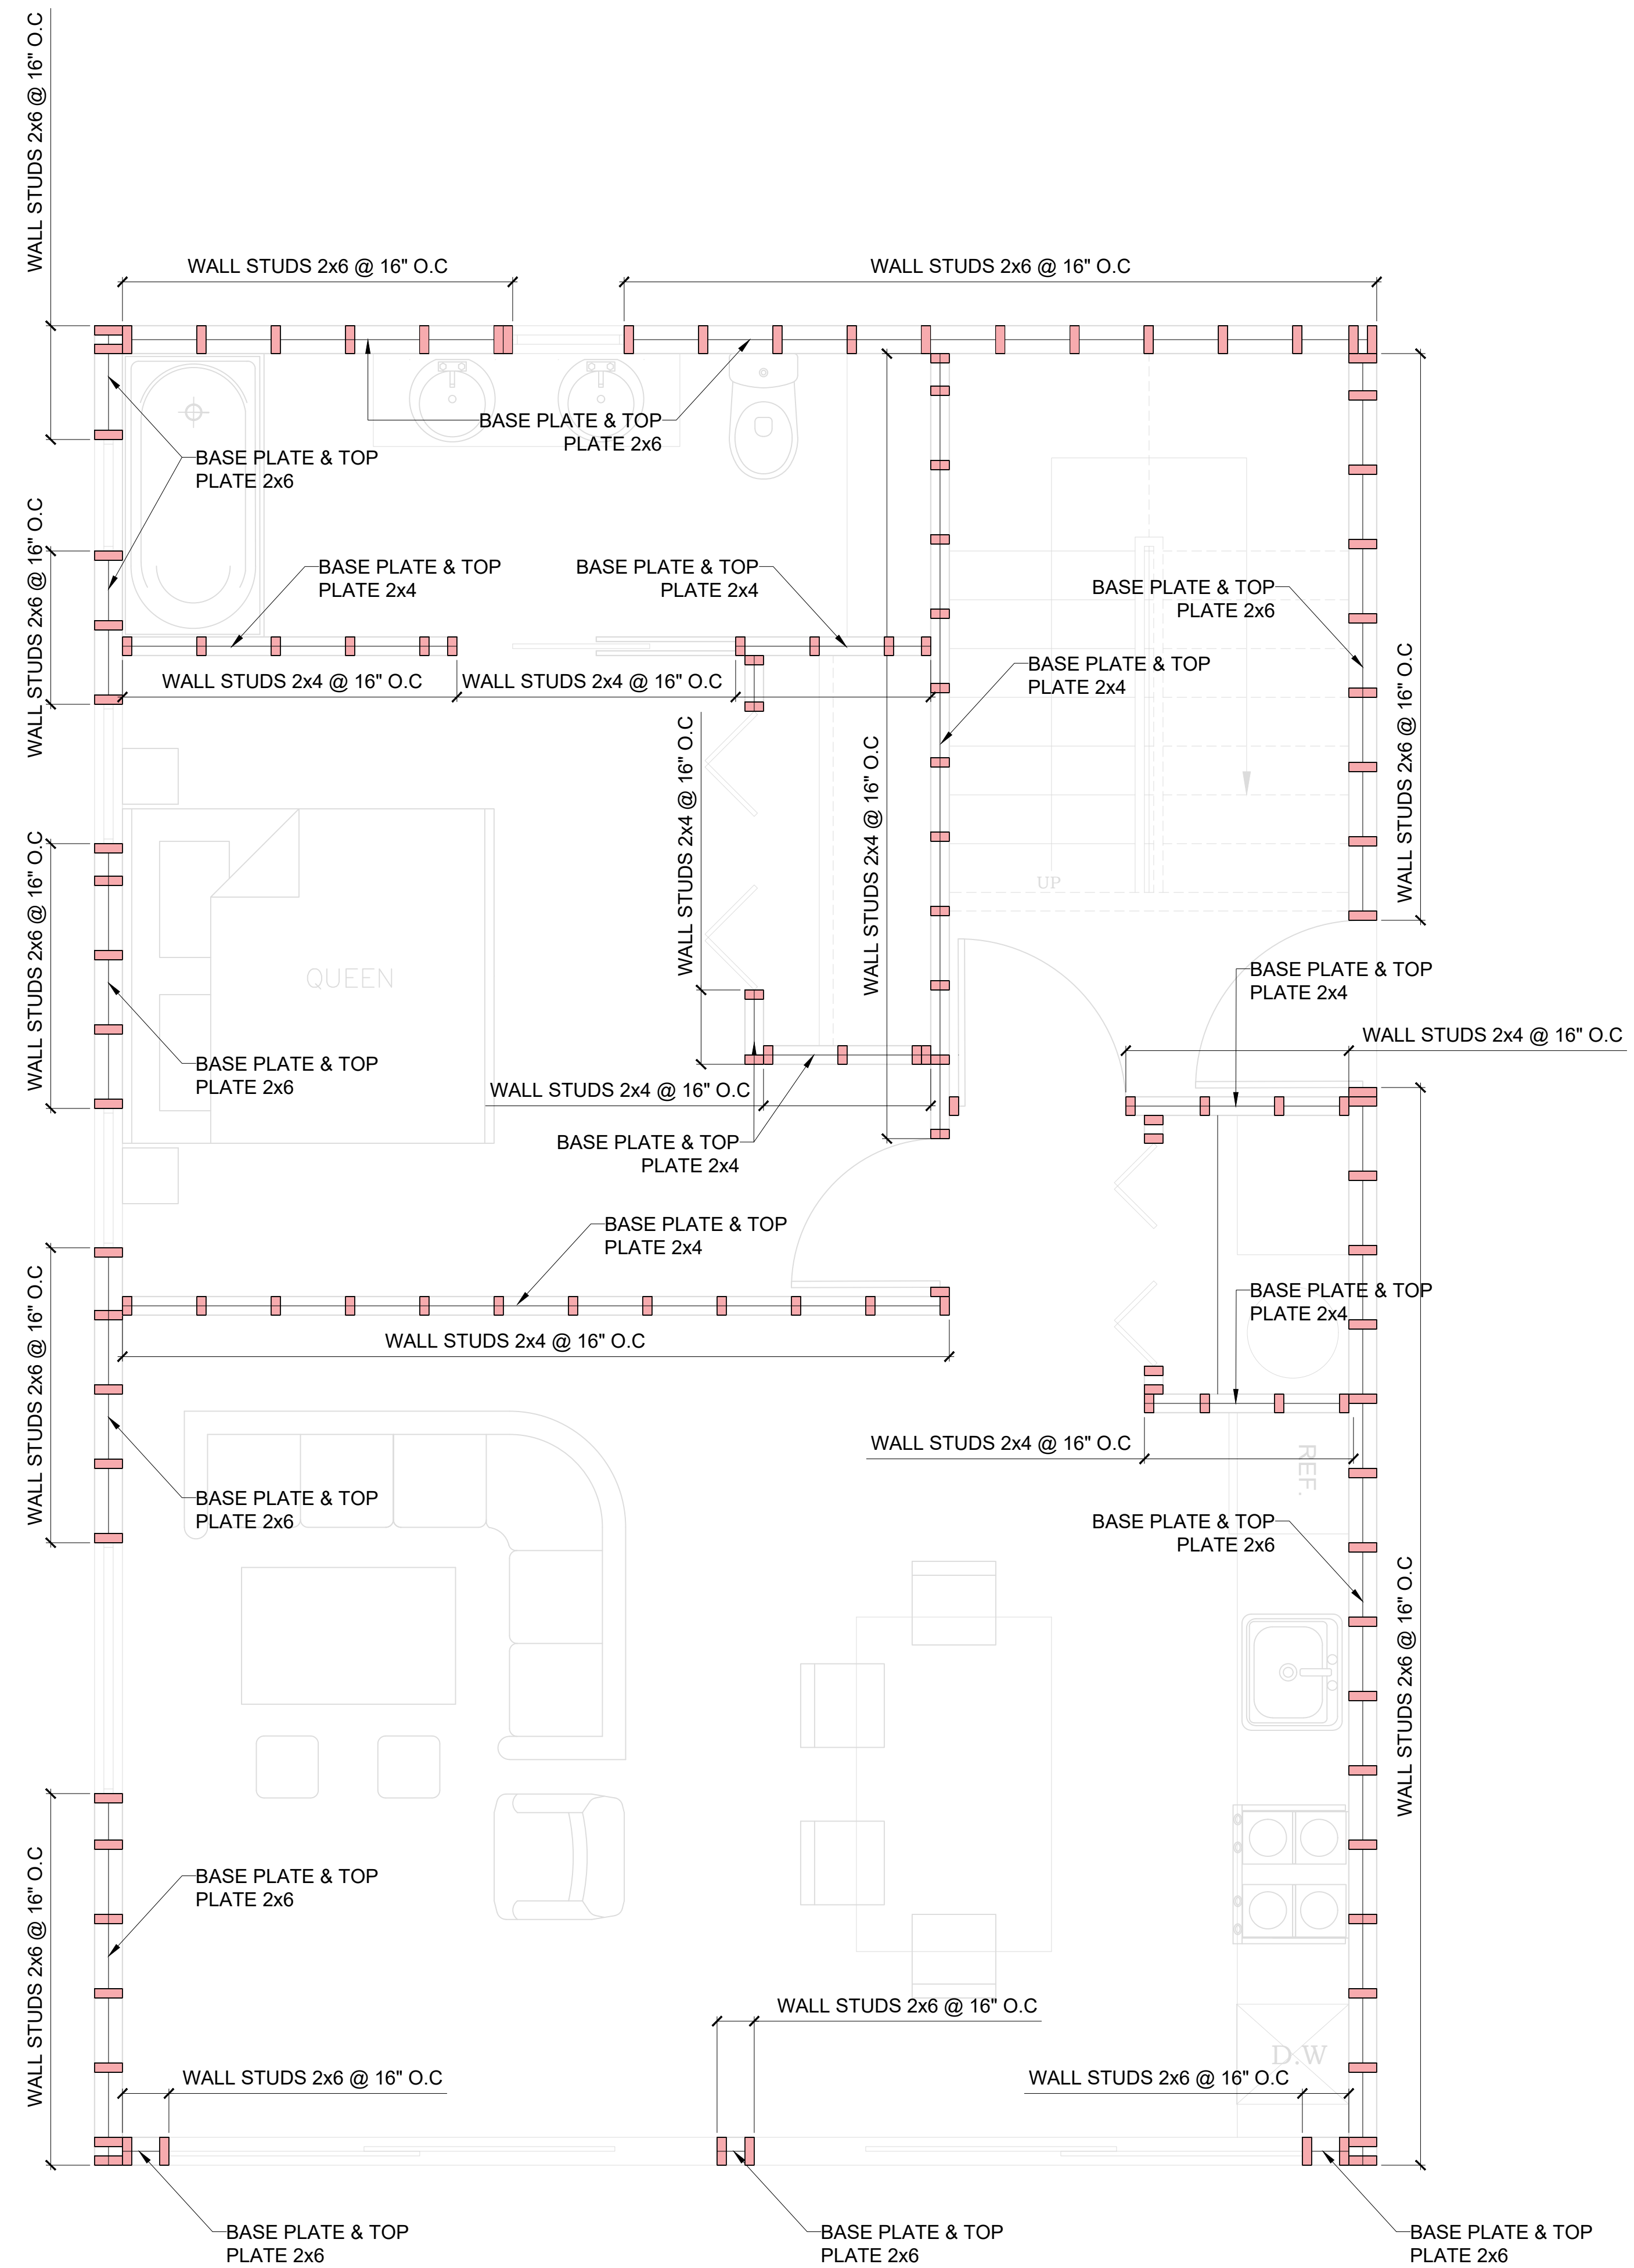 WALL STUDS 2x6 @ 16" O.C
WALL STUDS 2x6 @ 16" O.C
WALL STUDS 2x6 @ 16" O.C
BASE PLATE & TOP
PLATE 2x6
BASE PLATE & TOP
PLATE 2x6
WALL STUDS 2x6 @ 16" O.C
BASE PLATE & TOP
PLATE 2x4
BASE PLATE & TOP
PLATE 2x4
BASE PLATE & TOP
PLATE 2x6
BASE PLATE & TOP
PLATE 2x4
WALL STUDS 2x4 @ 16" O.C
WALL STUDS 2x4 @ 16" O.C
WALL STUDS 2x6 @ 16" O.C
WALL STUDS 2x4 @ 16" O.C
WALL STUDS 2x4 @ 16" O.C
WALL STUDS 2x6 @ 16" O.C
UP
QUEEN
BASE PLATE & TOP
PLATE 2x4
WALL STUDS 2x4 @ 16" O.C
BASE PLATE & TOP
PLATE 2x6
WALL STUDS 2x4 @ 16" O.C
BASE PLATE & TOP
PLATE 2x4
BASE PLATE & TOP
PLATE 2x4
BASE PLATE & TOP
PLATE 2x4
WALL STUDS 2x4 @ 16" O.C
WALL STUDS 2x6 @ 16" O.C
WALL STUDS 2x4 @ 16" O.C
REF.
BASE PLATE & TOP
PLATE 2x6
BASE PLATE & TOP
PLATE 2x6
WALL STUDS 2x6 @ 16" O.C
BASE PLATE & TOP
PLATE 2x6
WALL STUDS 2x6 @ 16" O.C
WALL STUDS 2x6 @ 16" O.C
D.W
WALL STUDS 2x6 @ 16" O.C
WALL STUDS 2x6 @ 16" O.C
BASE PLATE & TOP
PLATE 2x6
BASE PLATE & TOP
PLATE 2x6
BASE PLATE & TOP
PLATE 2x6